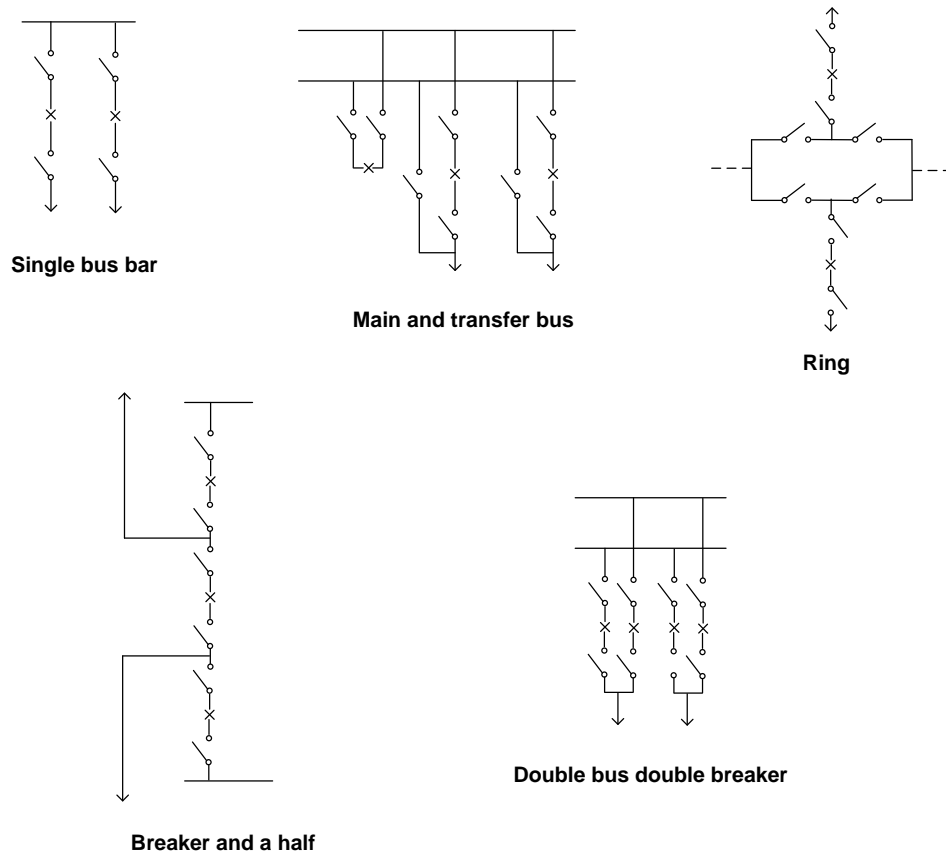 Single bus bar
Main and transfer bus
Ring
Breaker and a half
Double bus double breaker